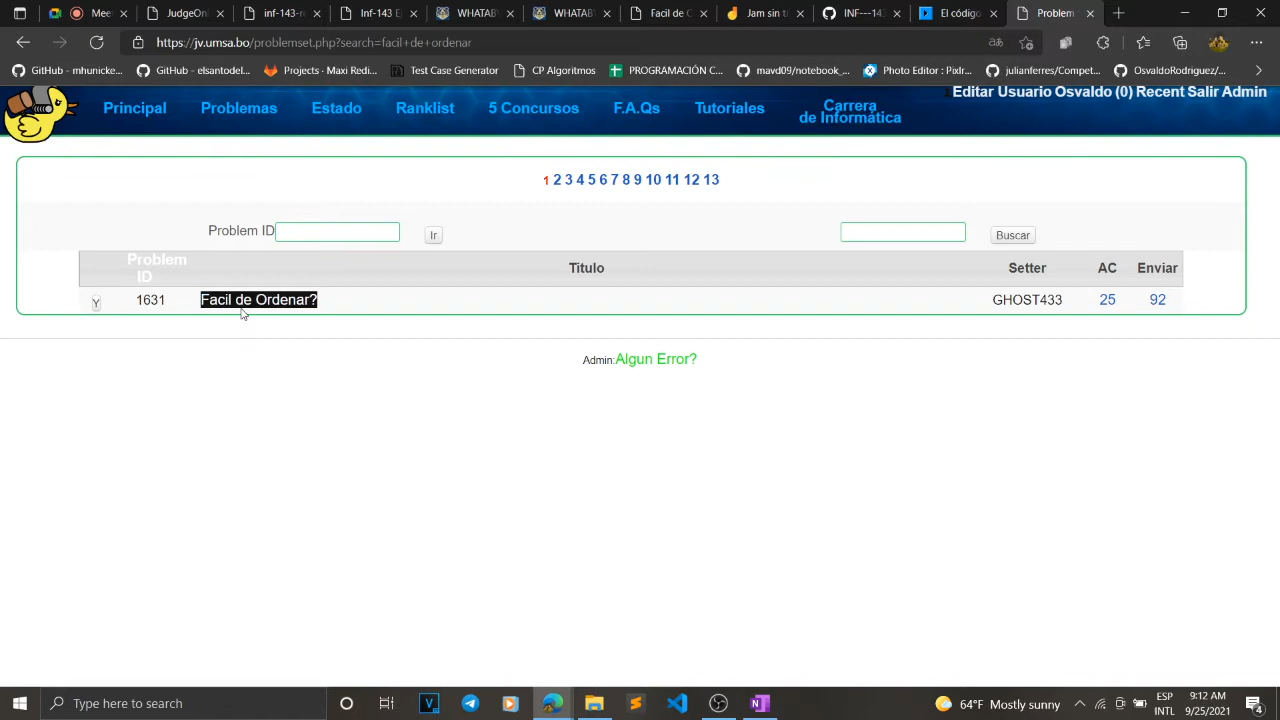 Mee
JudgeOn
inf-143-re
Inf-143 Ej
WHATAB
WHATAB
Facil de O
Jam sin tí
INF---143
El código
Problem
https://jv.umsa.bo/problemset.php?search=facil+de+ordenar
GitHub - mhunicke...
GitHub - elsantodel...
Projects · Maxi Redi...
Test Case Generator
CP Algoritmos
PROGRAMACIÓN C...
mavd09/notebook_...
Photo Editor : Pixlr...
julianferres/Compet...
OsvaldoRodriguez/...
Principal
Problemas
Estado
Ranklist
5 Concursos
F.A.Qs
Tutoriales
Carrera
de Informática
Editar Usuario Osvaldo (0) Recent Salir Admin
1 2 3 4 5 6 7 8 9 10 11 12 13
Problem ID
Ir
Buscar
Problem
ID
Titulo
Setter
AC
Enviar
Y
1631
Facil de Ordenar?
GHOST433
25
92
Admin:Algun Error?
Type here to search
64°F Mostly sunny
ESP
INTL
9:12 AM
9/25/2021
4